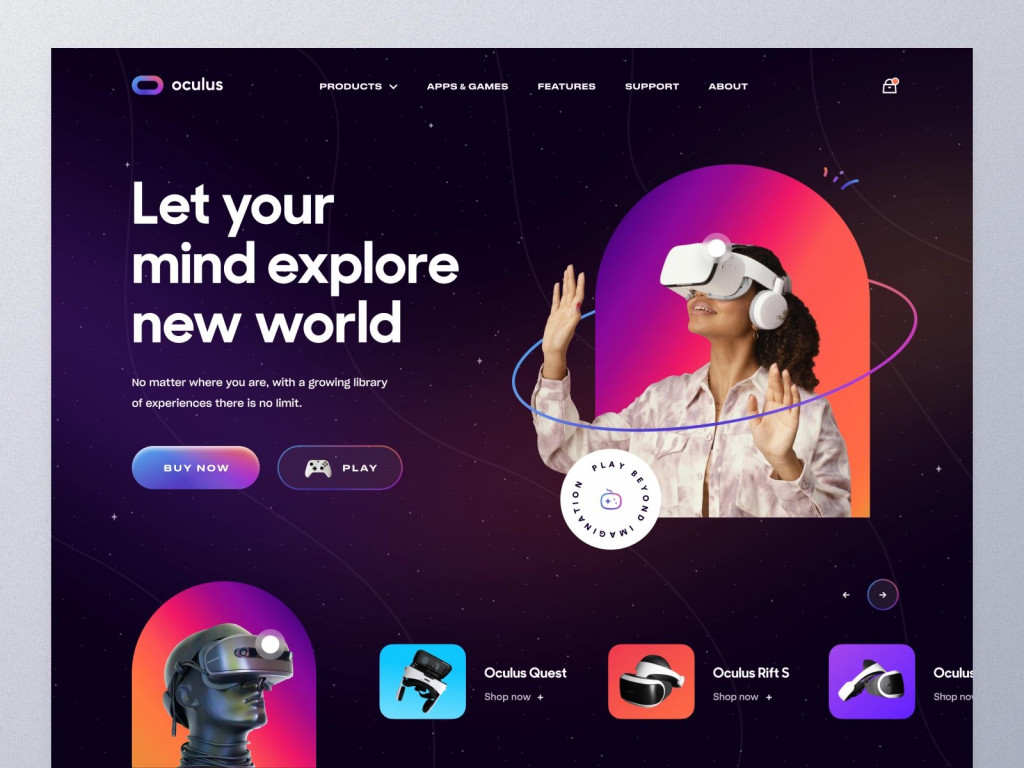 oculus
PRODUCTS
APPS & GAMES
FEATURES
SUPPORT
ABOUT
Let your
mind explore
new world
No matter where you are, with a growing library
of experiences there is no limit.
BUY NOW
PLAY
PLAY BEYOND IMAGINATION
Oculus Quest
Shop now +
Oculus Rift S
Shop now +
Oculus
Shop now